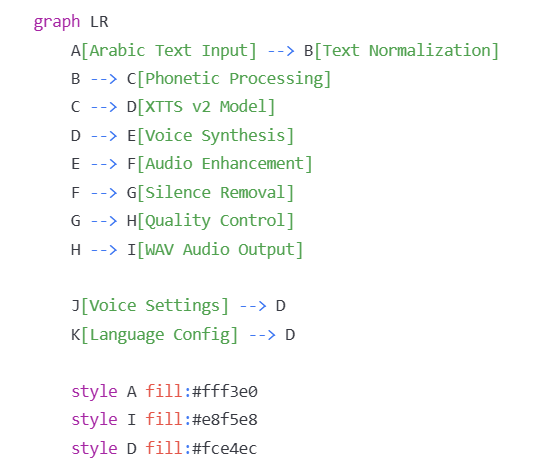 graph LR
A[Arabic Text Input] --> B[Text Normalization]
B --> C[Phonetic Processing]
C --> D[XTTS v2 Model]
D --> E[Voice Synthesis]
E --> F[Audio Enhancement]
F --> G[Silence Removal]
G --> H[Quality Control]
H --> I[WAV Audio Output]
J[Voice Settings] --> D
K[Language Config] --> D
style A fill:#fff3e0
style I fill:#e8f5e8
style D fill:#fce4ec